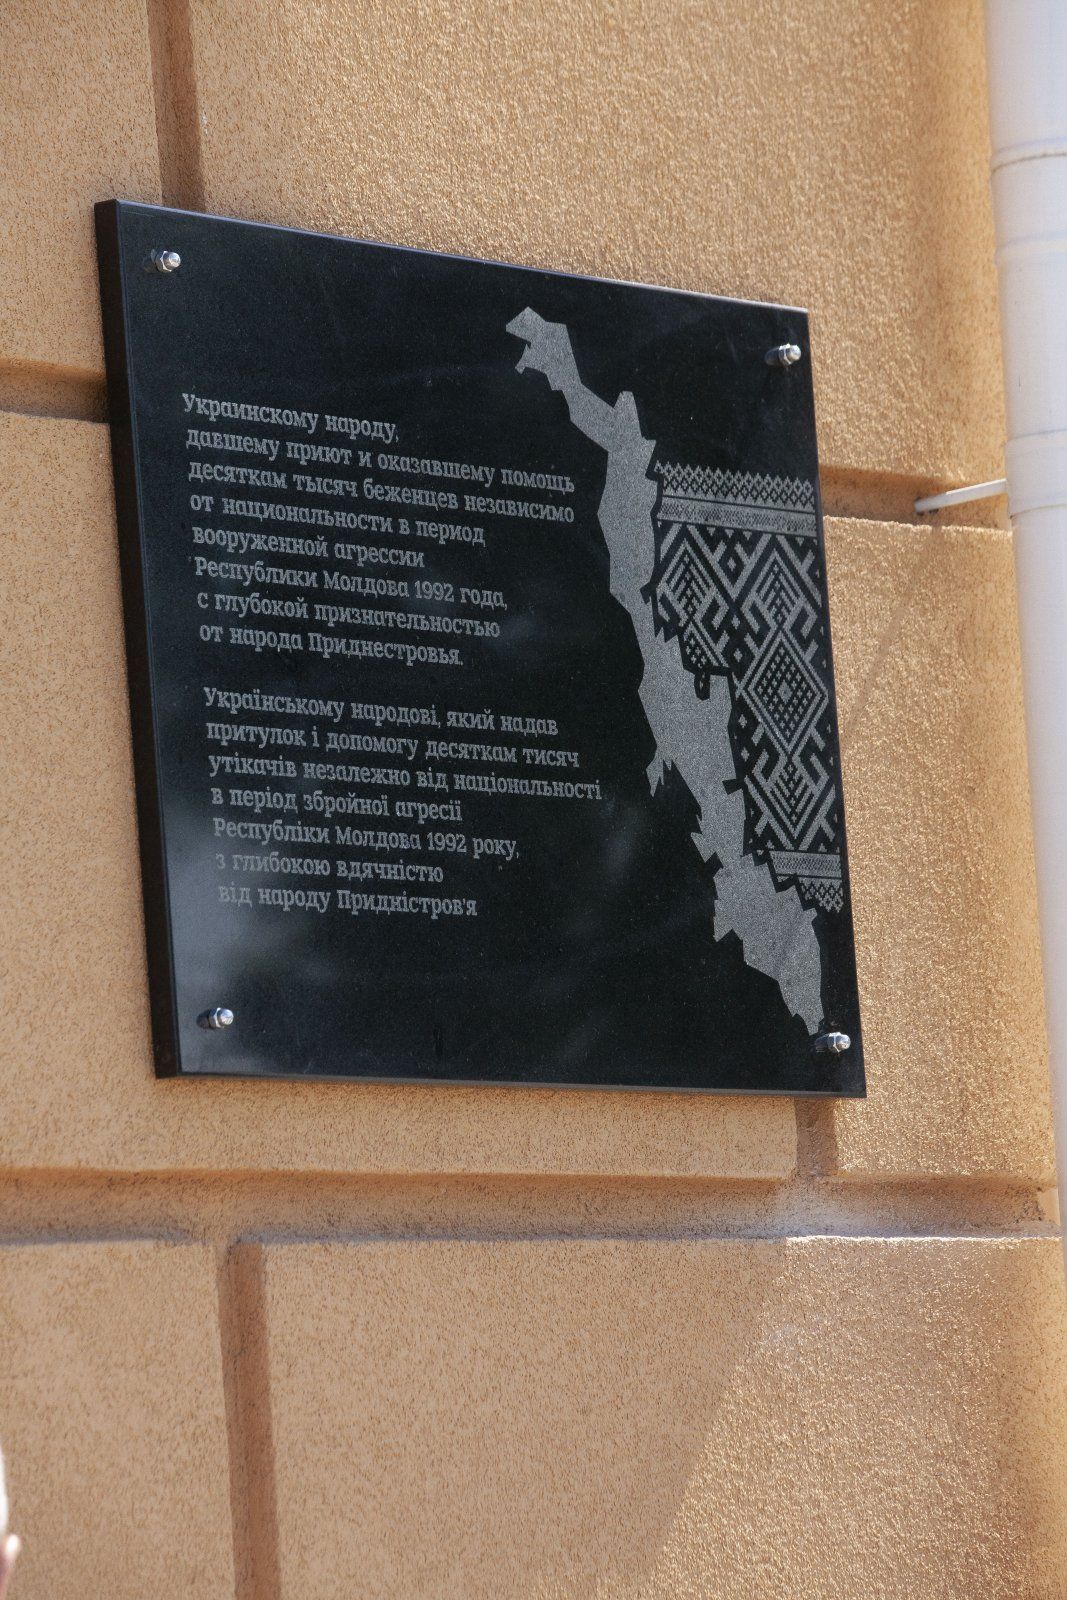 Украинскому народу,
давшему приют и оказавшему помощь
десяткам тысяч беженцев независимо
от национальности в период
вооруженной агрессии
Республики Молдова 1992 года,
с глубокой признательностью
от народа Приднестровья.
Українському народові, який надав
притулок і допомогу десяткам тисяч
утікачів незалежно від національності
в період збройної агресії
Республіки Молдова 1992 року,
з глибокою вдячністю
від народу Придністров'я